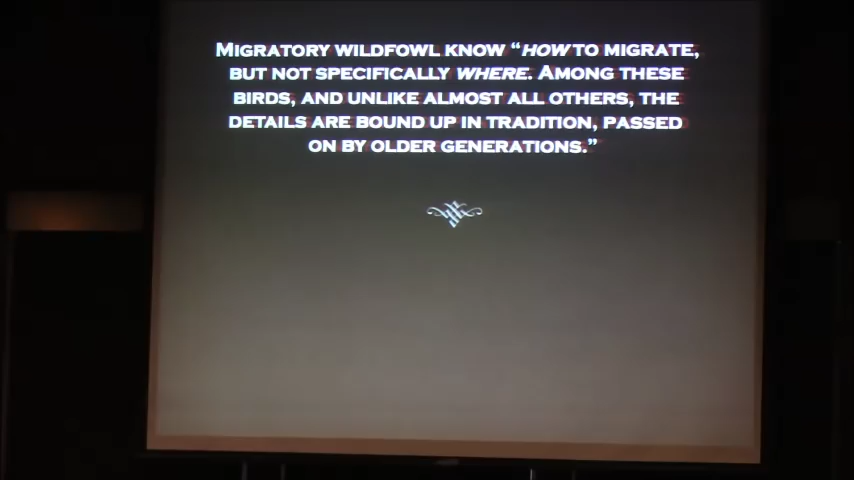 Migratory wildfowl know “how to migrate,
but not specifically where. Among these
birds, and unlike almost all others, the
details are bound up in tradition, passed
on by older generations.”